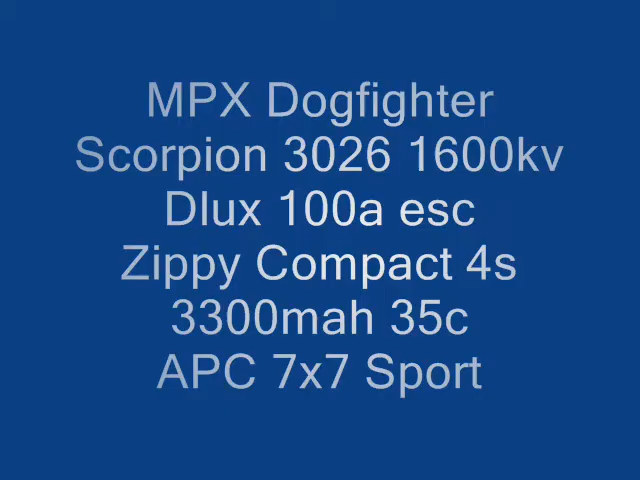 MPX Dogfighter
Scorpion 3026 1600kv
Dlux 100a esc
Zippy Compact 4s
3300mah 35c
APC 7x7 Sport